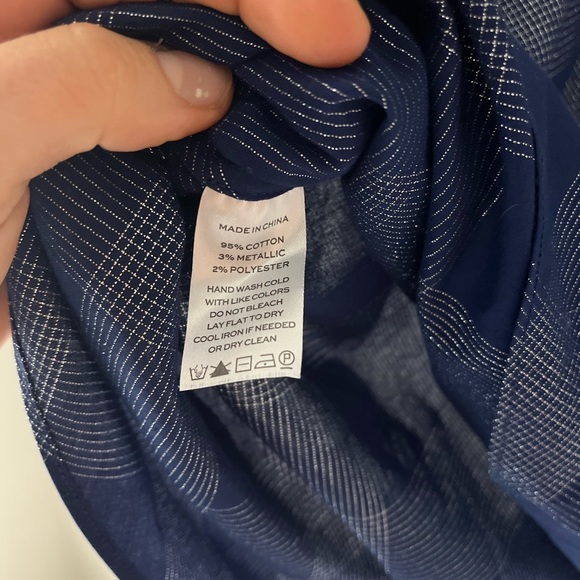 MADE IN CHINA
95% COTTON
3% METALLIC
2% POLYESTER
HAND WASH COLD
WITH LIKE COLORS
DO NOT BLEACH
LAY FLAT TO DRY
COOL IRON IF NEEDED
OR DRY CLEAN
P